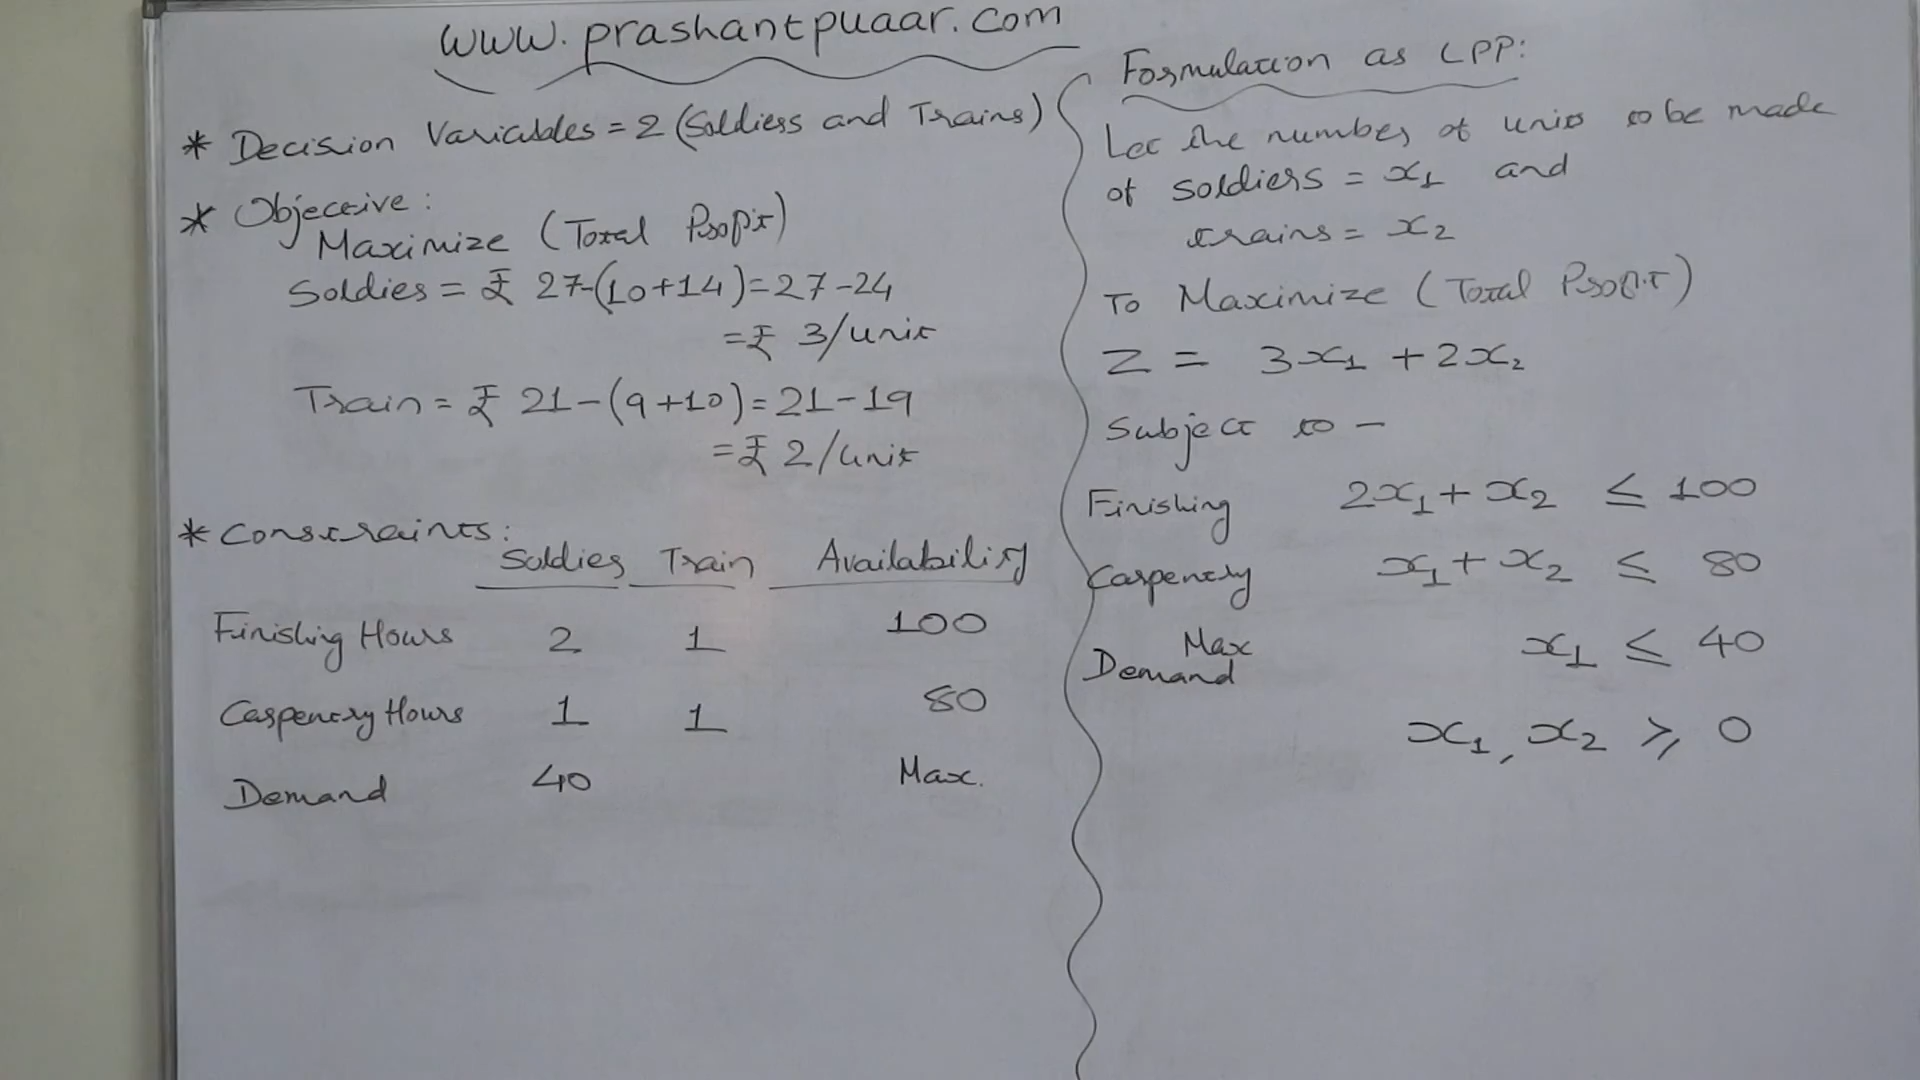 www.prashantpuaar.com
* Decision Variables = 2 (Soldiers and Trains)
* Objective:
Maximize (Total Profit)
Soldier = ₹ 27-(10+14)=27-24
=₹ 3/unit
Train = ₹ 21-(9+10)=21-19
=₹ 2/unit
* Constraints:
Soldier Train Availability
Finishing Hours 2 1 100
Carpentry Hours 1 1 80
Demand 40 Max.
Formulation as LPP:
Let the number of units to be made
of soldiers = x1 and
trains = x2
To Maximize (Total Profit)
Z = 3x1 + 2x2
Subject to -
Finishing 2x1 + x2 ≤ 100
Carpentry x1 + x2 ≤ 80
Max
Demand x1 ≤ 40
x1, x2 ≥ 0